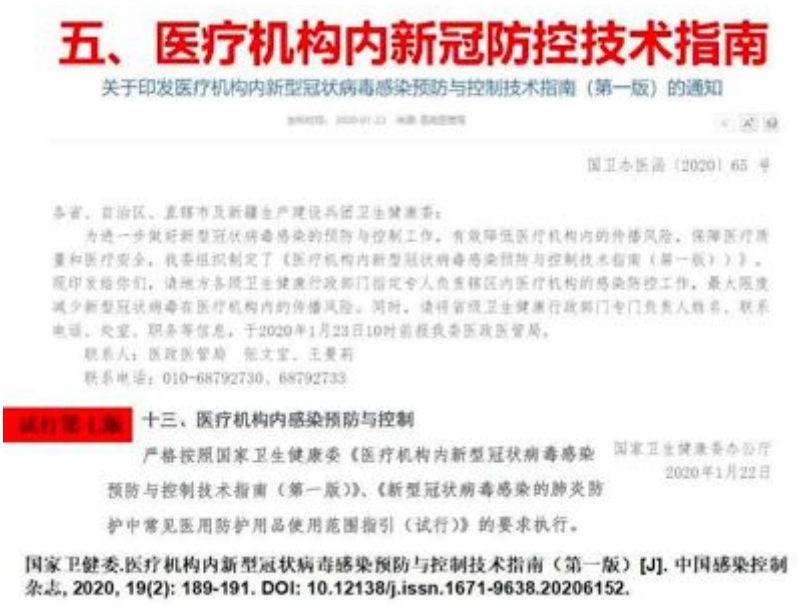 五、医疗机构内新冠防控技术指南
关于印发医疗机构内新型冠状病毒感染预防与控制技术指南（第一版）的通知
发布时间： 2020-01-23 来源：医政医管局
国卫办医函〔2020〕65 号
各省、自治区、直辖市及新疆生产建设兵团卫生健康委：
为进一步做好新型冠状病毒感染的预防与控制工作，有效降低医疗机构内的传播风险，保障医疗质
量和医疗安全，我委组织制定了《医疗机构内新型冠状病毒感染预防与控制技术指南（第一版）》）。
现印发给你们，请地方各级卫生健康行政部门指定专人负责辖区内医疗机构的感染防控工作，最大限度
减少新型冠状病毒在医疗机构内的传播风险。同时，请将省级卫生健康行政部门专门负责人姓名、联系
电话、处室、职务等信息，于2020年1月23日10时前报我委医政医管局。
联系人：医政医管局 张文宝、王曼莉
联系电话：010-68792730、68792733
试行第七版
十三、医疗机构内感染预防与控制
严格按照国家卫生健康委《医疗机构内新型冠状病毒感染
预防与控制技术指南（第一版）》、《新型冠状病毒感染的肺炎防
护中常见医用防护用品使用范围指引（试行）》的要求执行。
国家卫生健康委办公厅
2020年1月22日
国家卫健委.医疗机构内新型冠状病毒感染预防与控制技术指南（第一版）[J]. 中国感染控制
杂志, 2020, 19(2): 189-191. DOI: 10.12138/j.issn.1671-9638.20206152.